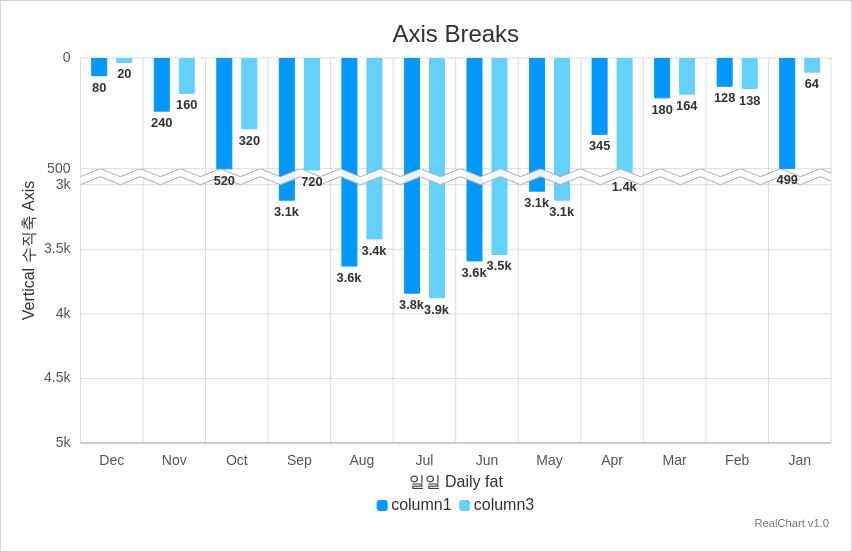 Axis Breaks
0
500
3k
3.5k
4k
4.5k
5k
Vertical 수직축 Axis
80
20
240
160
520
320
3.1k
720
3.6k
3.4k
3.8k
3.9k
3.6k
3.5k
3.1k
3.1k
345
1.4k
180
164
128
138
499
64
Dec Nov Oct Sep Aug Jul Jun May Apr Mar Feb Jan
일일 Daily fat
column1 column3
RealChart v1.0